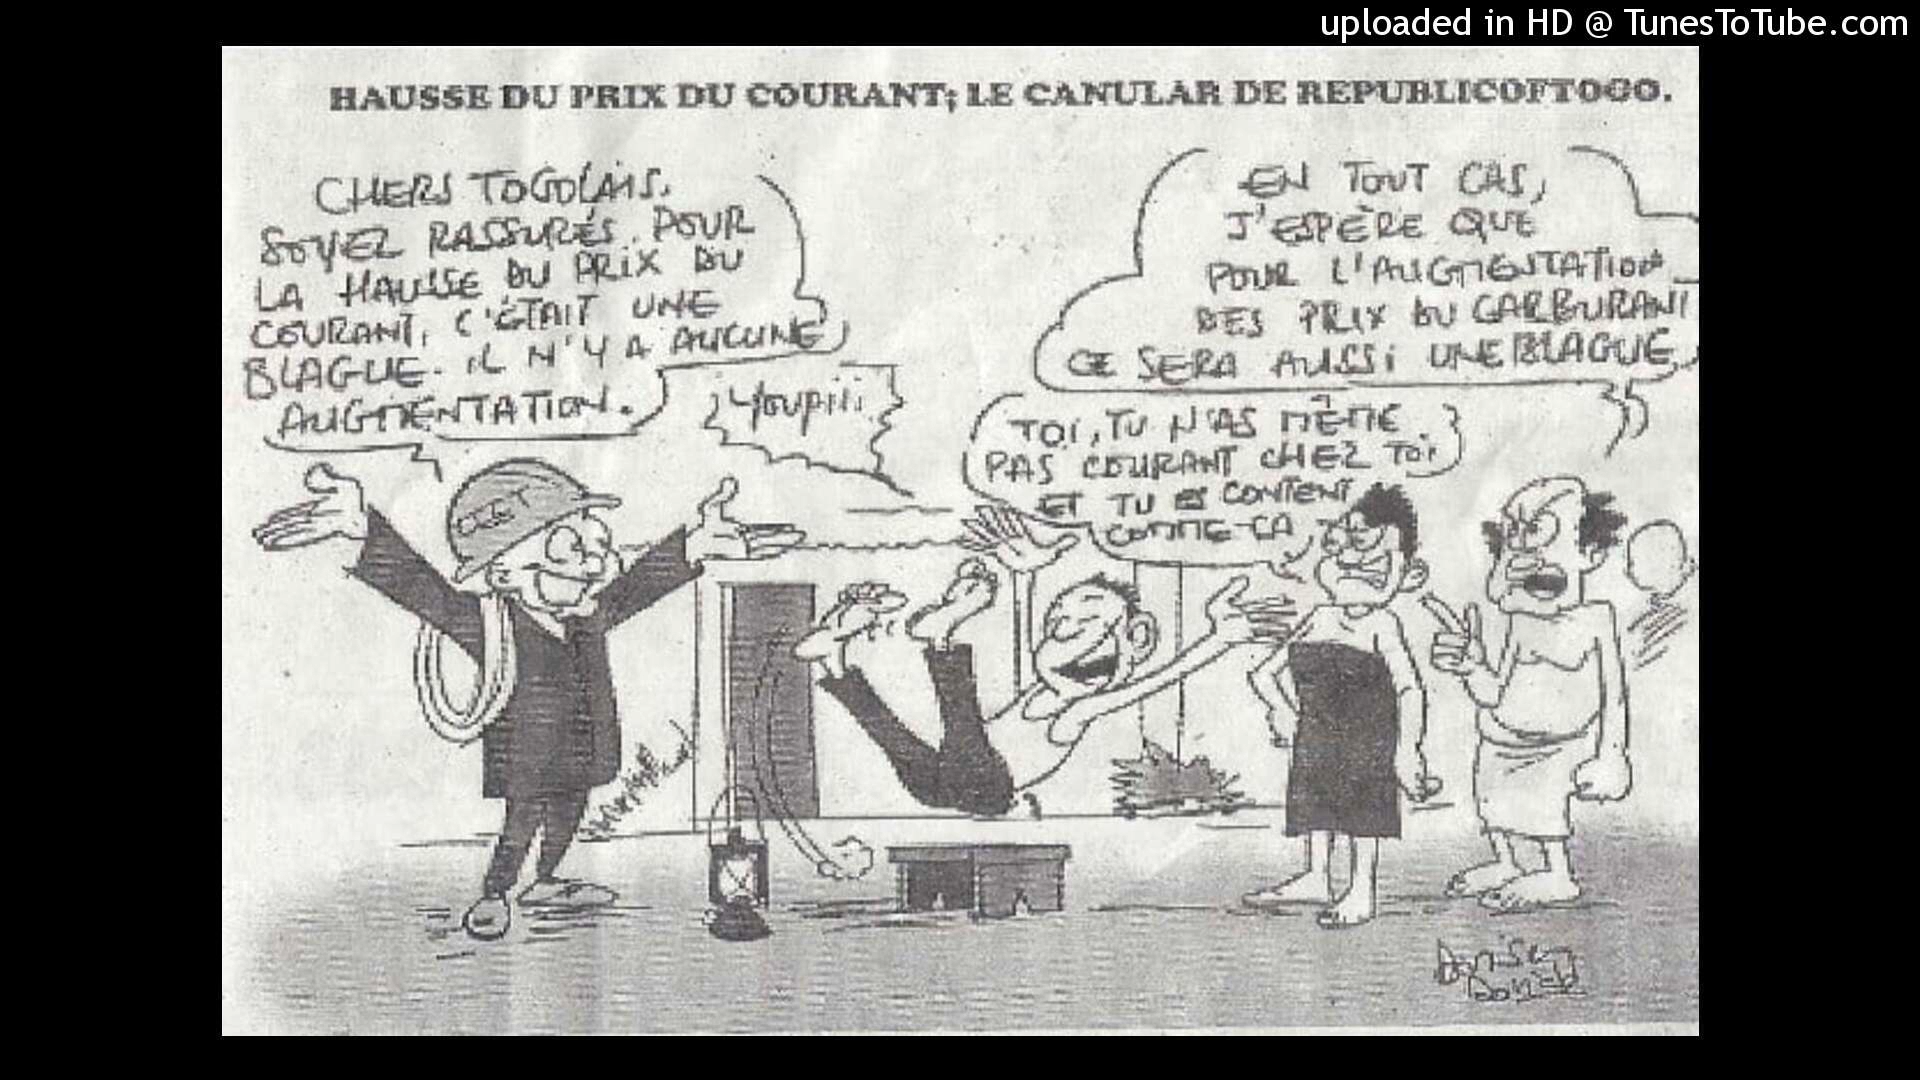 uploaded in HD @ TunesToTube.com
HAUSSE DU PRIX DU COURANT; LE CANULAR DE REPUBLICOFTOGO.
CHERS TOGOLAIS.
SOYEZ RASSURÉS. POUR
LA HAUSSE DU PRIX DU
COURANT, C'ÉTAIT UNE
BLAGUE. IL N'Y A AUCUNE
AUGMENTATION.
YOUPIII.
EN TOUT CAS,
J'ESPÈRE QUE
POUR L'AUGMENTATION
DES PRIX DU CARBURANT
CE SERA AUSSI UNE BLAGUE
TOI, TU N'AS MÊME
PAS COURANT CHEZ TOI
ET TU ES CONTENT
COMME-ÇA ?
CEET